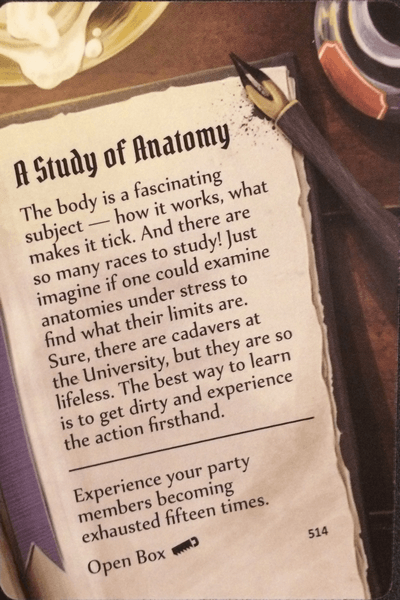 A Study of Anatomy
The body is a fascinating
subject — how it works, what
makes it tick. And there are
so many races to study! Just
imagine if one could examine
anatomies under stress to
find what their limits are.
Sure, there are cadavers at
the University, but they are so
lifeless. The best way to learn
is to get dirty and experience
the action firsthand.
Experience your party
members becoming
exhausted fifteen times.
Open Box
514